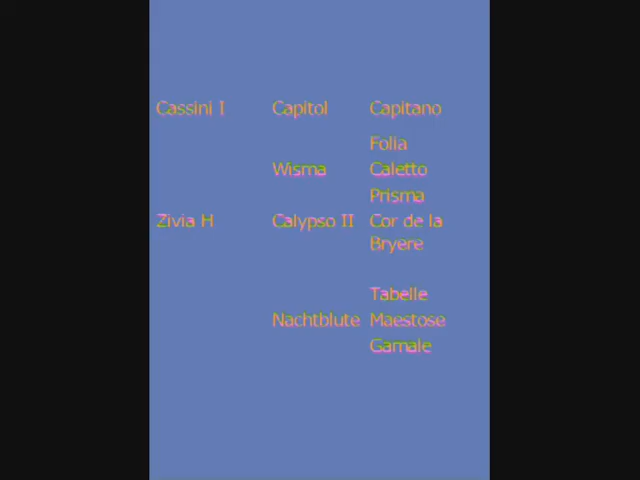 Cassini I Capitol Capitano
Folia
Wisma Caletto
Prisma
Zivia H Calypso II Cor de la
Bryere
Tabelle
Nachtblute Maestose
Gamale